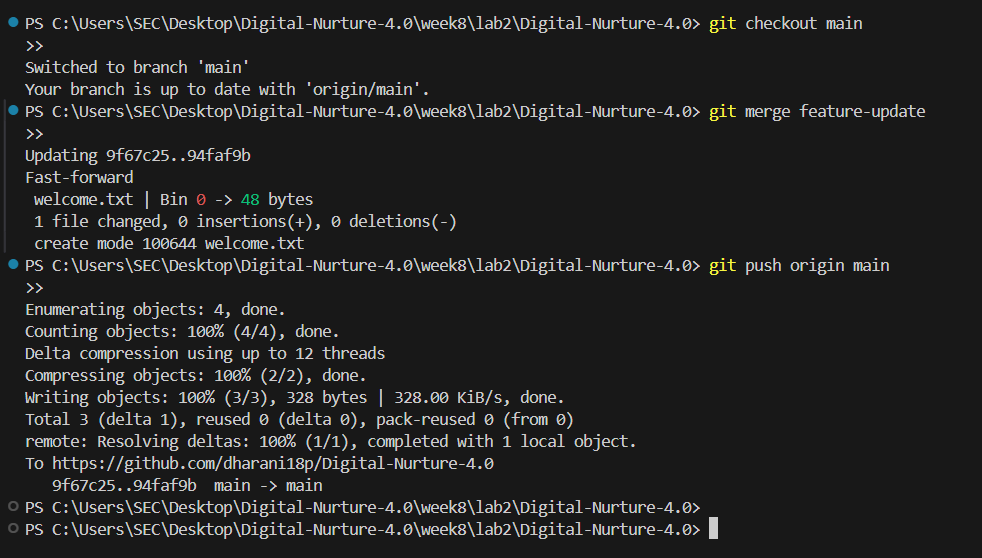 PS C:\Users\SEC\Desktop\Digital-Nurture-4.0\week8\lab2\Digital-Nurture-4.0> git checkout main
>>
Switched to branch 'main'
Your branch is up to date with 'origin/main'.
PS C:\Users\SEC\Desktop\Digital-Nurture-4.0\week8\lab2\Digital-Nurture-4.0> git merge feature-update
>>
Updating 9f67c25..94faf9b
Fast-forward
 welcome.txt | Bin 0 -> 48 bytes
 1 file changed, 0 insertions(+), 0 deletions(-)
 create mode 100644 welcome.txt
PS C:\Users\SEC\Desktop\Digital-Nurture-4.0\week8\lab2\Digital-Nurture-4.0> git push origin main
>>
Enumerating objects: 4, done.
Counting objects: 100% (4/4), done.
Delta compression using up to 12 threads
Compressing objects: 100% (2/2), done.
Writing objects: 100% (3/3), 328 bytes | 328.00 KiB/s, done.
Total 3 (delta 1), reused 0 (delta 0), pack-reused 0 (from 0)
remote: Resolving deltas: 100% (1/1), completed with 1 local object.
To https://github.com/dharani18p/Digital-Nurture-4.0
   9f67c25..94faf9b  main -> main
PS C:\Users\SEC\Desktop\Digital-Nurture-4.0\week8\lab2\Digital-Nurture-4.0>
PS C:\Users\SEC\Desktop\Digital-Nurture-4.0\week8\lab2\Digital-Nurture-4.0>